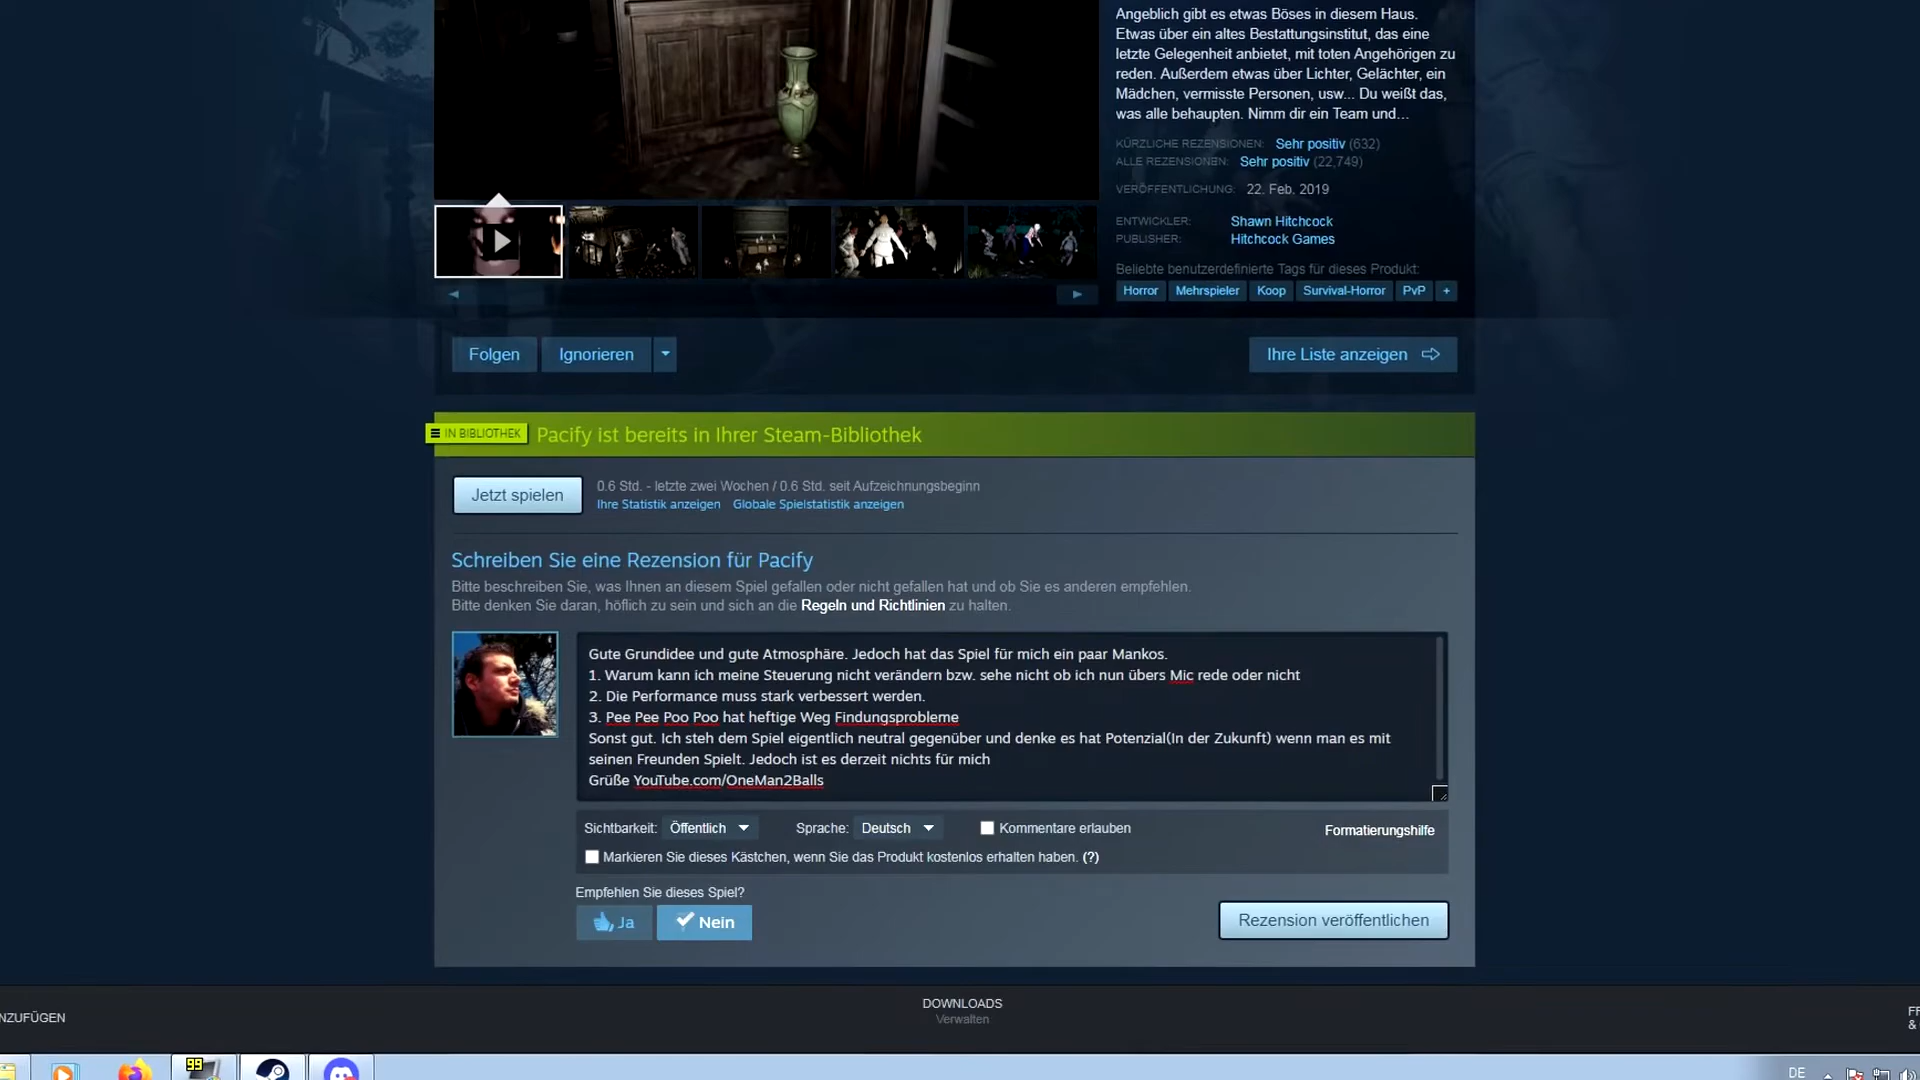 Angeblich gibt es etwas Böses in diesem Haus.
Etwas über ein altes Bestattungsinstitut, das eine
letzte Gelegenheit anbietet, mit toten Angehörigen zu
reden. Außerdem etwas über Lichter, Gelächter, ein
Mädchen, vermisste Personen, usw... Du weißt das,
was alle behaupten. Nimm dir ein Team und...
KÜRZLICHE REZENSIONEN: Sehr positiv (632)
ALLE REZENSIONEN: Sehr positiv (22,749)
VERÖFFENTLICHUNG: 22. Feb. 2019
ENTWICKLER: Shawn Hitchcock
PUBLISHER: Hitchcock Games
Beliebte benutzerdefinierte Tags für dieses Produkt:
Horror Mehrspieler Koop Survival-Horror PvP +
Folgen Ignorieren Ihre Liste anzeigen
IN BIBLIOTHEK Pacify ist bereits in Ihrer Steam-Bibliothek
Jetzt spielen
0.6 Std. - letzte zwei Wochen / 0.6 Std. seit Aufzeichnungsbeginn
Ihre Statistik anzeigen Globale Spielstatistik anzeigen
Schreiben Sie eine Rezension für Pacify
Bitte beschreiben Sie, was Ihnen an diesem Spiel gefallen oder nicht gefallen hat und ob Sie es anderen empfehlen.
Bitte denken Sie daran, höflich zu sein und sich an die Regeln und Richtlinien zu halten.
Gute Grundidee und gute Atmosphäre. Jedoch hat das Spiel für mich ein paar Mankos.
1. Warum kann ich meine Steuerung nicht verändern bzw. sehe nicht ob ich nun übers Mic rede oder nicht
2. Die Performance muss stark verbessert werden.
3. Pee Pee Poo Poo hat heftige Weg Findungsprobleme
Sonst gut. Ich steh dem Spiel eigentlich neutral gegenüber und denke es hat Potenzial(In der Zukunft) wenn man es mit
seinen Freunden Spielt. Jedoch ist es derzeit nichts für mich
Grüße YouTube.com/OneMan2Balls
Sichtbarkeit: Öffentlich Sprache: Deutsch Kommentare erlauben Formatierungshilfe
Markieren Sie dieses Kästchen, wenn Sie das Produkt kostenlos erhalten haben. (?)
Empfehlen Sie dieses Spiel?
Ja Nein Rezension veröffentlichen
NZUFÜGEN
DOWNLOADS
Verwalten
FF
&
99
DE